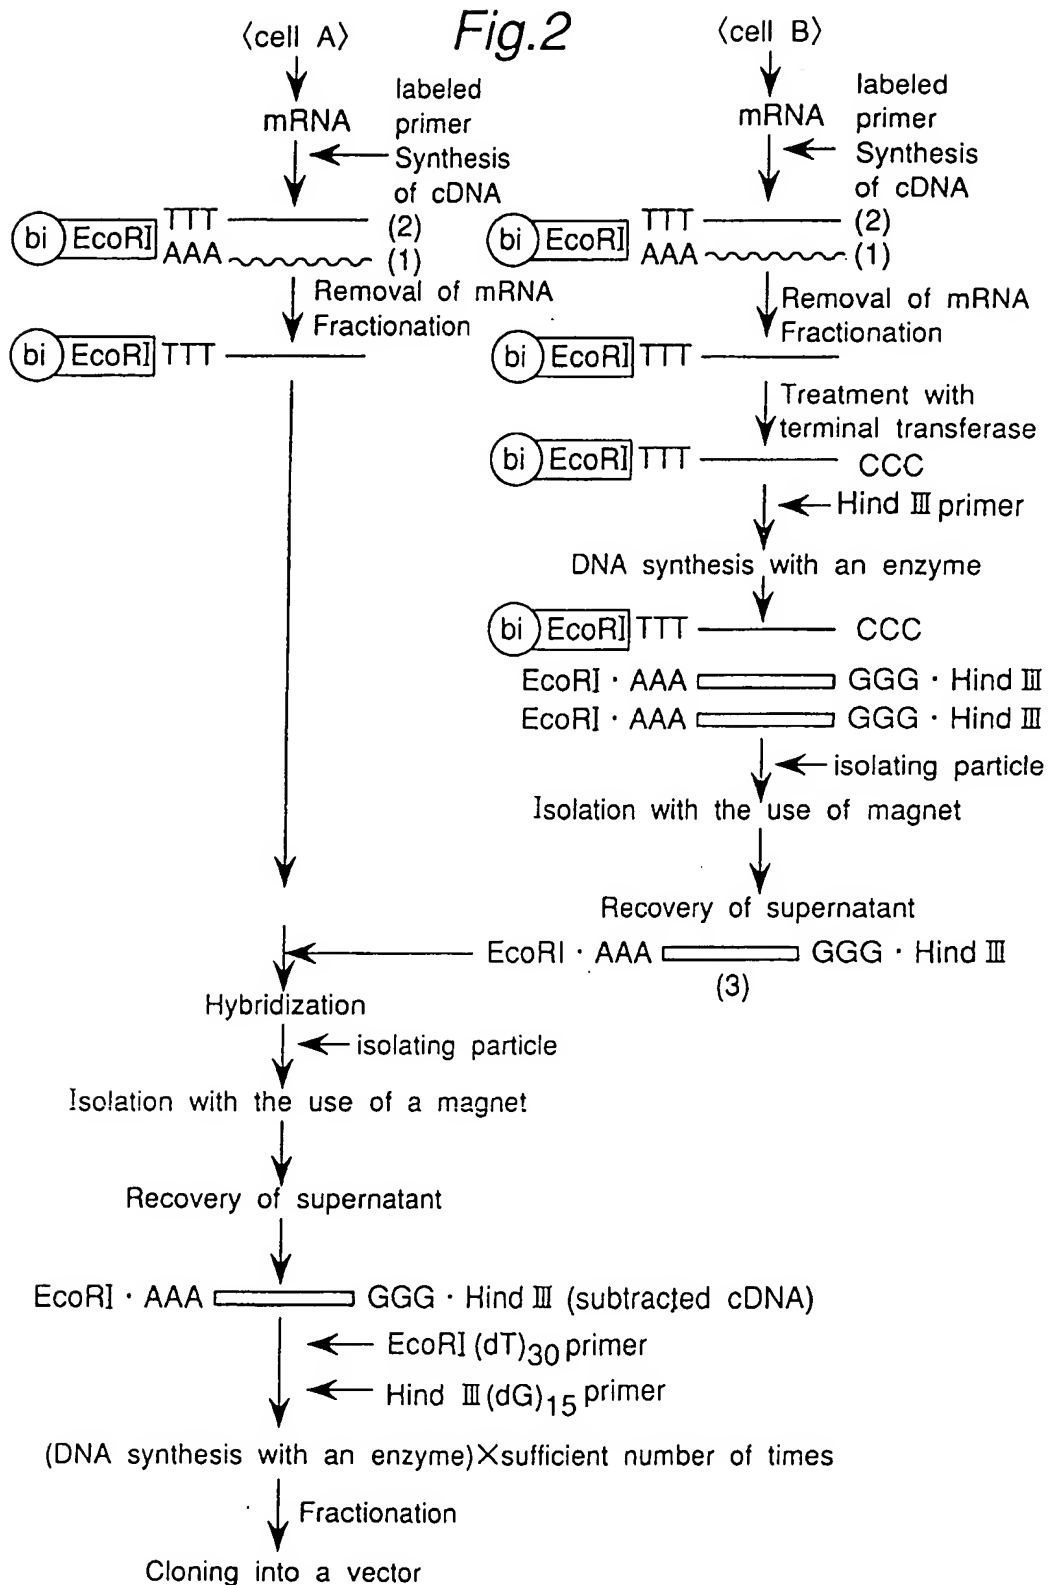 Fig.2
〈cell A〉
mRNA
labeled
primer
Synthesis
of cDNA
bi EcoRI TTT (2)
AAA (1)
Removal of mRNA
Fractionation
bi EcoRI TTT
〈cell B〉
mRNA
labeled
primer
Synthesis
of cDNA
bi EcoRI TTT (2)
AAA (1)
Removal of mRNA
Fractionation
bi EcoRI TTT
Treatment with
terminal transferase
bi EcoRI TTT CCC
Hind III primer
DNA synthesis with an enzyme
bi EcoRI TTT CCC
EcoRI · AAA GGG · Hind III
EcoRI · AAA GGG · Hind III
isolating particle
Isolation with the use of magnet
Recovery of supernatant
EcoRI · AAA GGG · Hind III
(3)
Hybridization
isolating particle
Isolation with the use of a magnet
Recovery of supernatant
EcoRI · AAA GGG · Hind III (subtracted cDNA)
EcoRI (dT)30 primer
Hind III (dG)15 primer
(DNA synthesis with an enzyme)×sufficient number of times
Fractionation
Cloning into a vector